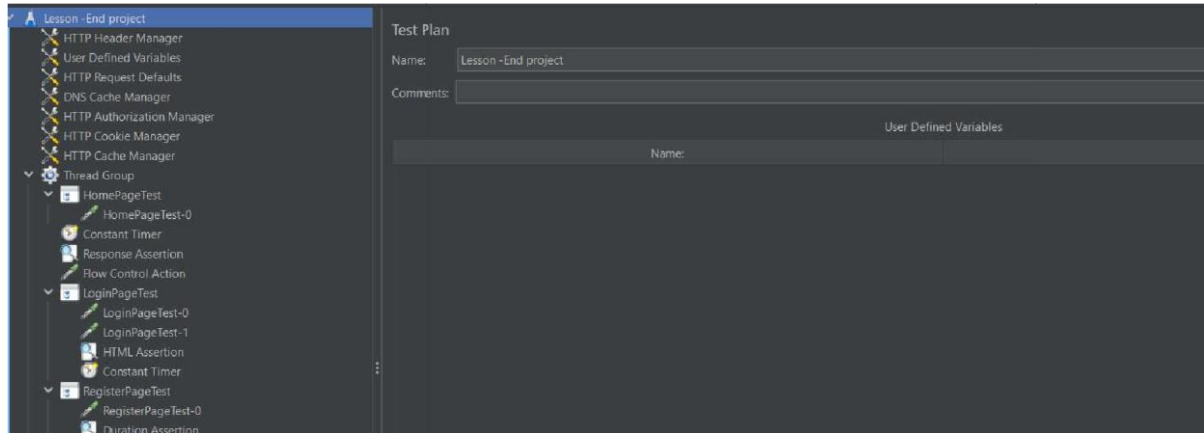 Lesson -End project
HTTP Header Manager
User Defined Variables
HTTP Request Defaults
DNS Cache Manager
HTTP Authorization Manager
HTTP Cookie Manager
HTTP Cache Manager
Thread Group
HomePageTest
HomePageTest-0
Constant Timer
Response Assertion
Flow Control Action
LoginPageTest
LoginPageTest-0
LoginPageTest-1
HTML Assertion
Constant Timer
RegisterPageTest
RegisterPageTest-0
Duration Assertion
Test Plan
Name: Lesson -End project
Comments:
User Defined Variables
Name: